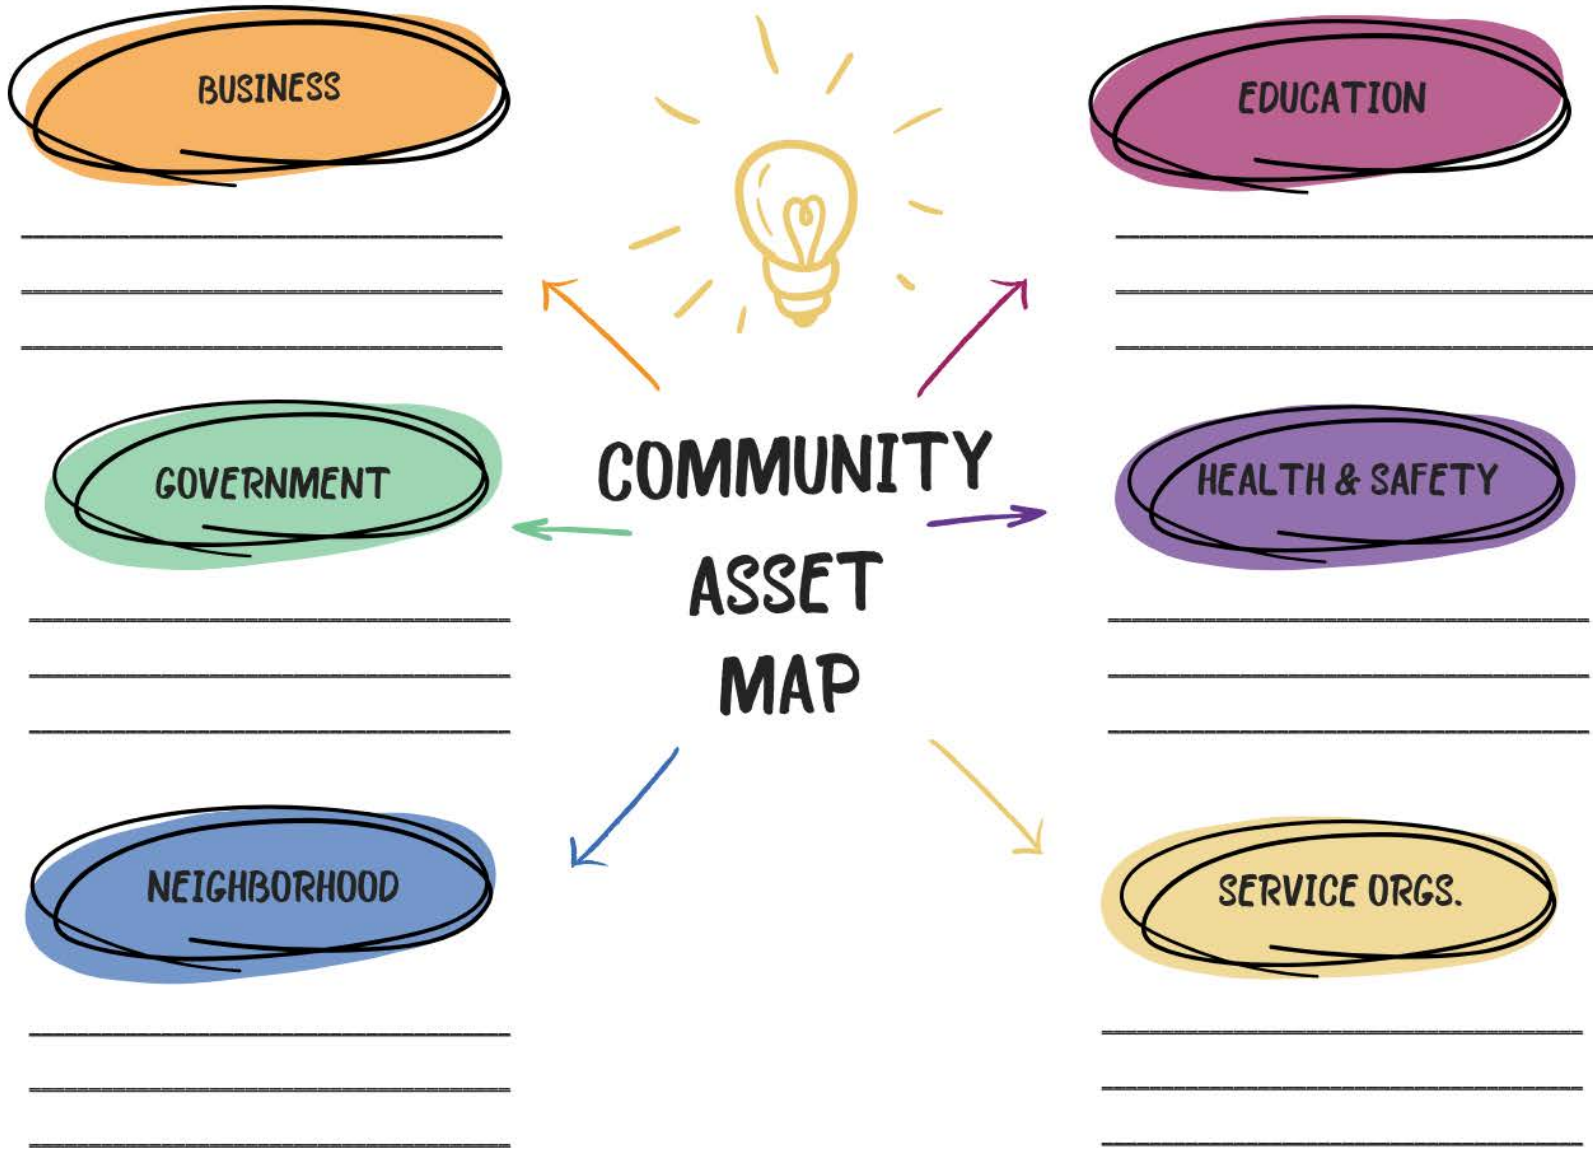 BUSINESS
EDUCATION
GOVERNMENT
COMMUNITY
ASSET
MAP
HEALTH & SAFETY
NEIGHBORHOOD
SERVICE ORGS.